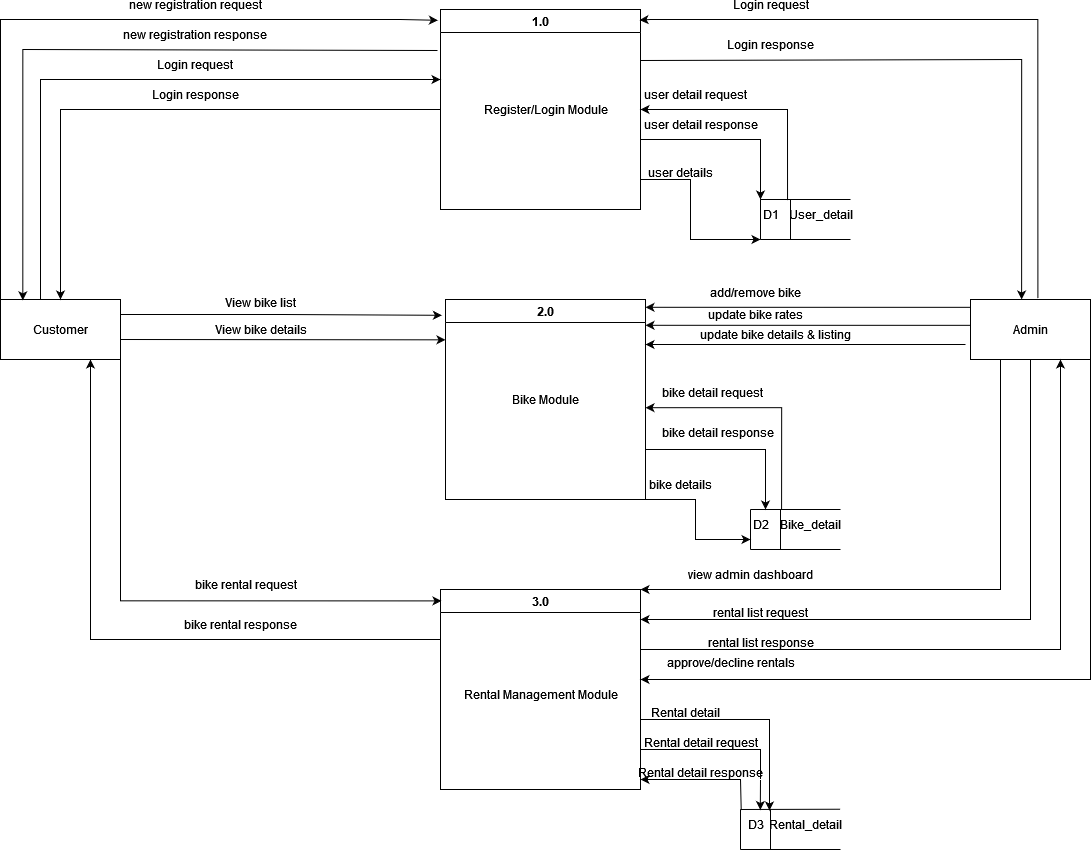 new registration request
Login request
1.0
new registration response
Login response
Login request
Login response
user detail request
Register/Login Module
user detail response
user details
D1
User_detail
Customer
View bike list
View bike details
2.0
add/remove bike
update bike rates
update bike details & listing
Admin
Bike Module
bike detail request
bike detail response
bike details
D2
Bike_detail
bike rental request
bike rental response
3.0
view admin dashboard
rental list request
rental list response
approve/decline rentals
Rental Management Module
Rental detail
Rental detail request
Rental detail response
D3
Rental_detail